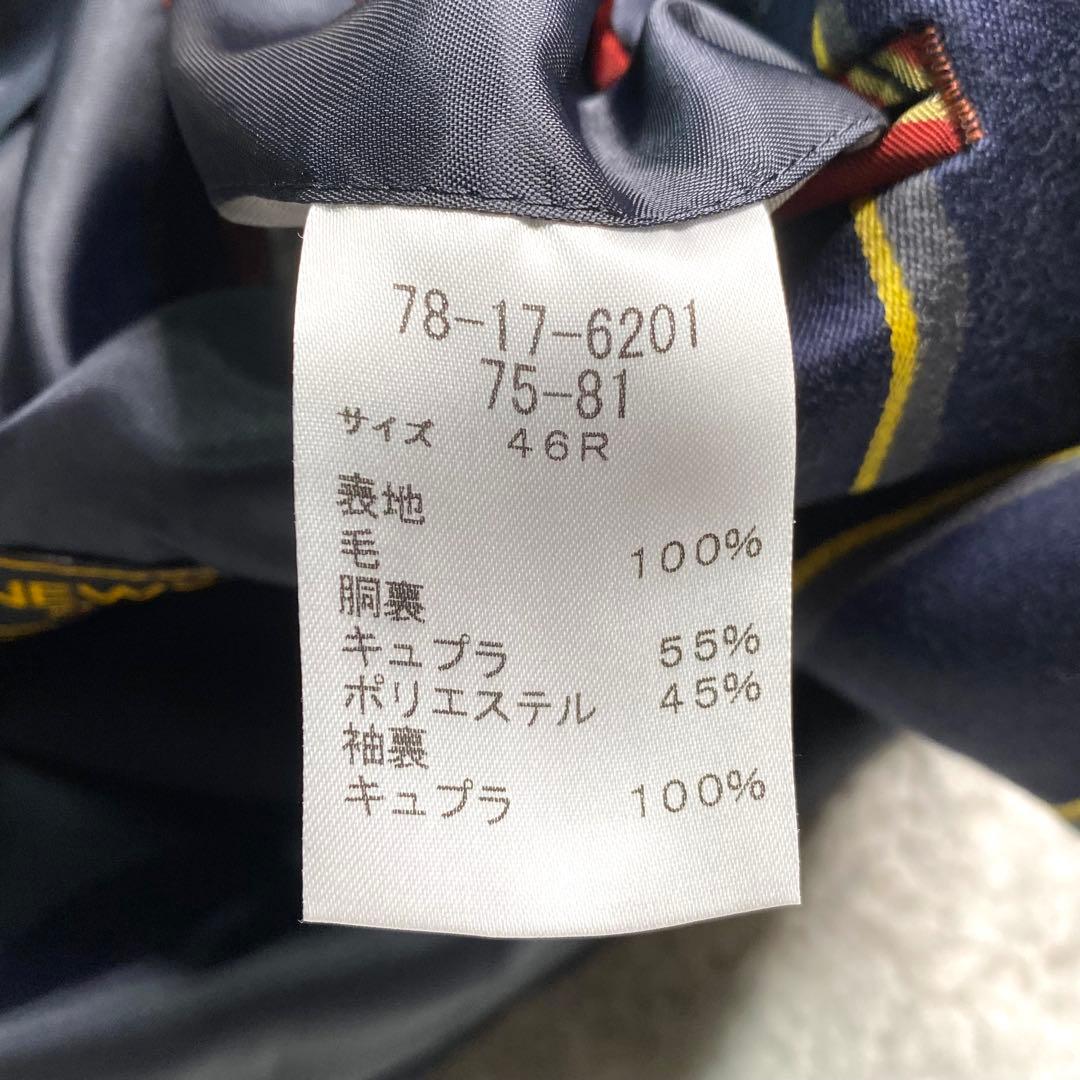 78-17-6201
75-81
サイズ 46R
表地
毛 100%
胴裏
キュプラ 55%
ポリエステル 45%
袖裏
キュプラ 100%
NEW